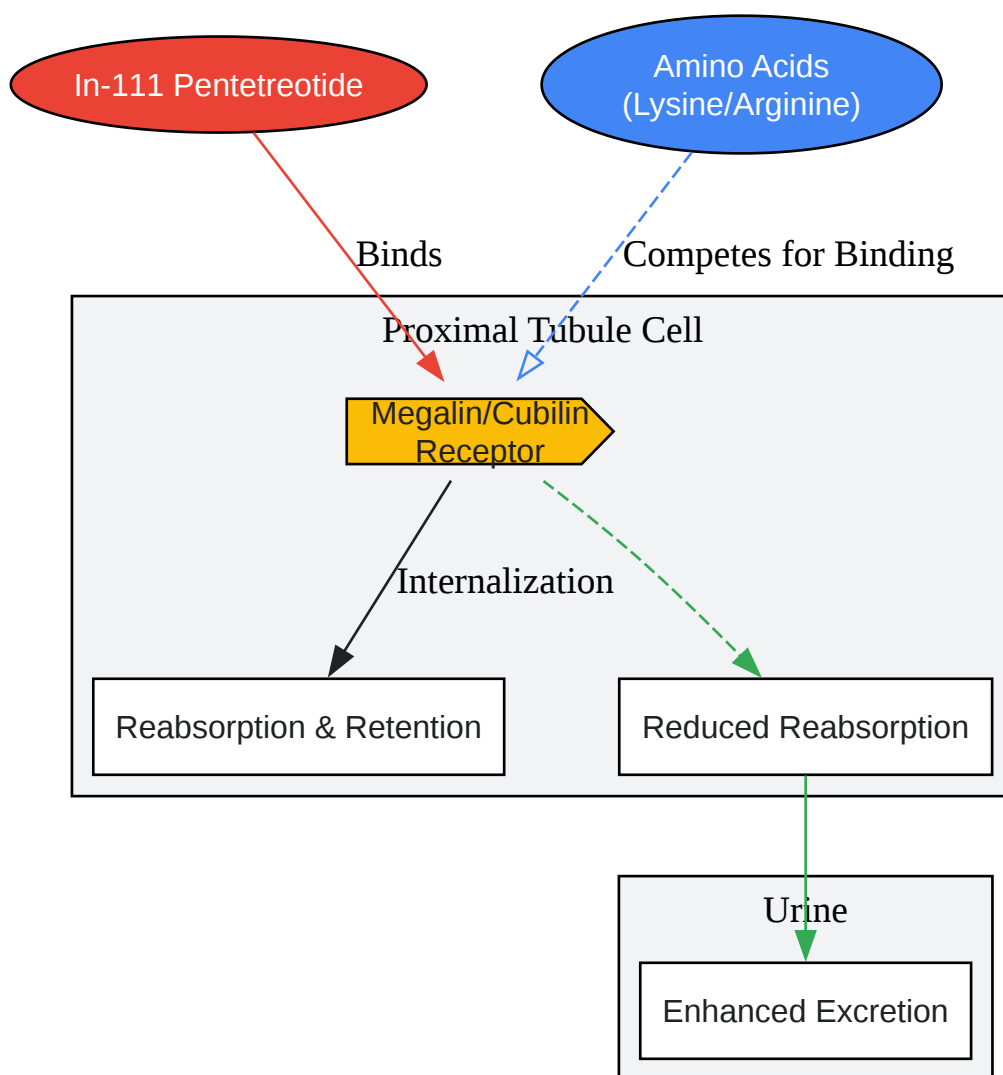 In-111 Pentetreotide
Amino Acids
(Lysine/Arginine)
Binds
Competes for Binding
Proximal Tubule Cell
Megalin/Cubilin
Receptor
Internalization
Reabsorption & Retention
Reduced Reabsorption
Urine
Enhanced Excretion